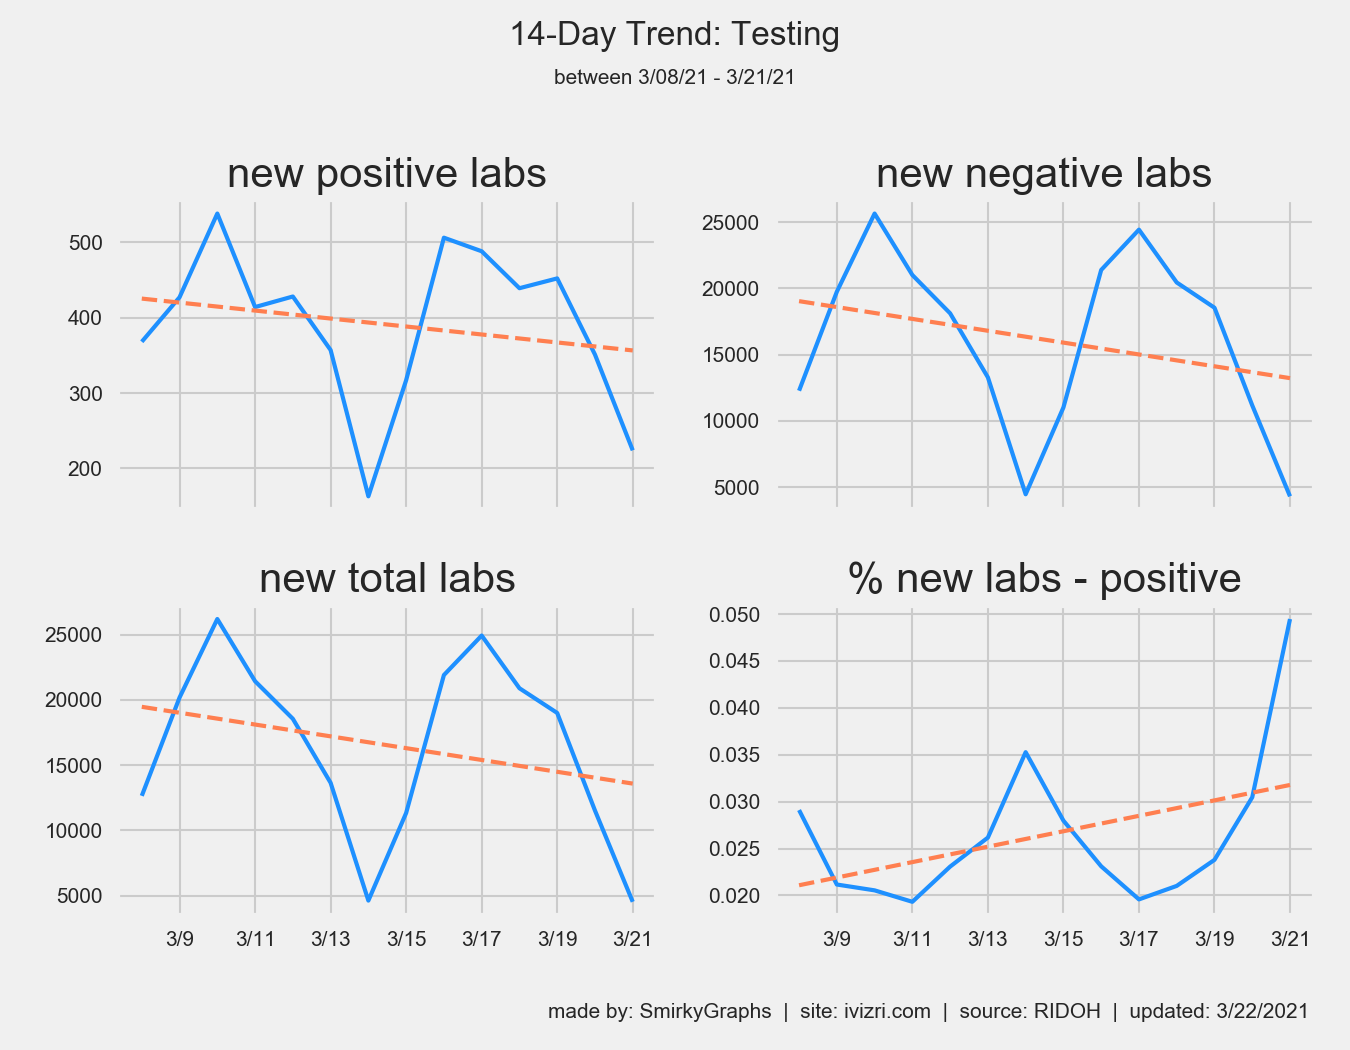 14-Day Trend: Testing
between 3/08/21 - 3/21/21
new positive labs
500
400
300
200
new negative labs
25000
20000
15000
10000
5000
new total labs
25000
20000
15000
10000
5000
3/9 3/11 3/13 3/15 3/17 3/19 3/21
% new labs - positive
0.050
0.045
0.040
0.035
0.030
0.025
0.020
3/9 3/11 3/13 3/15 3/17 3/19 3/21
made by: SmirkyGraphs | site: ivizri.com | source: RIDOH | updated: 3/22/2021